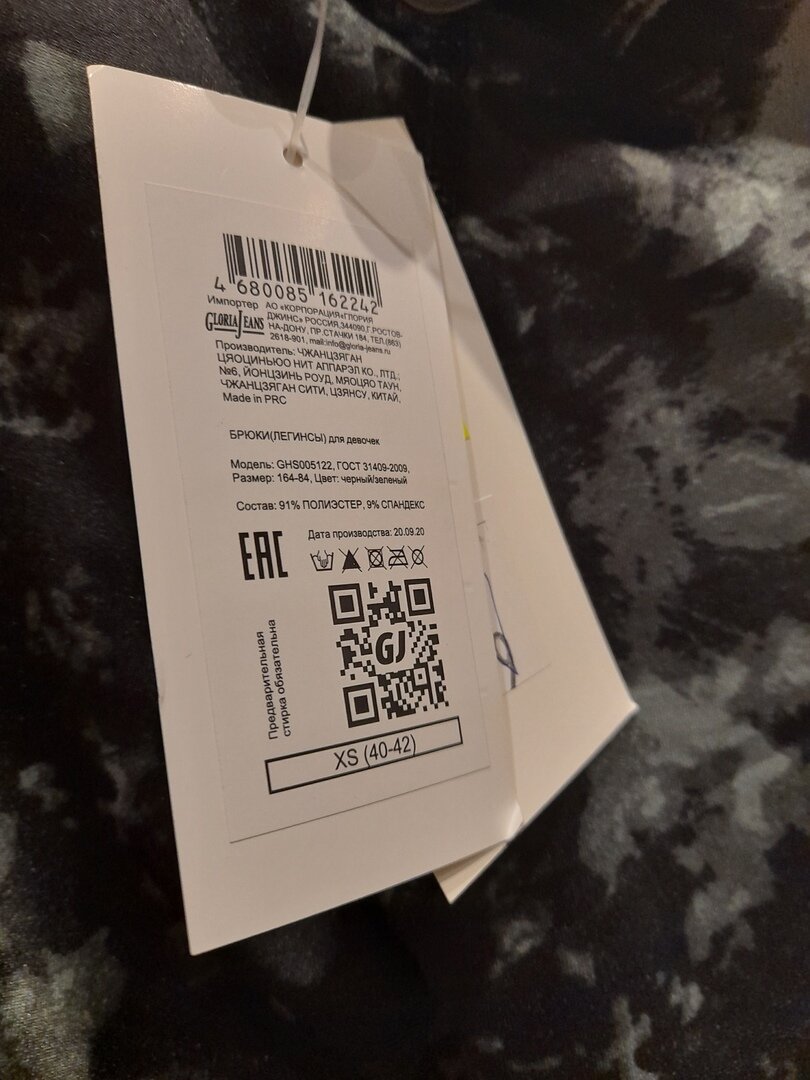 4 680085 162242
Импортер АО «КОРПОРАЦИЯ«ГЛОРИЯ
ДЖИНС» РОССИЯ,344090,Г.РОСТОВ-
НА-ДОНУ, ПР.СТАЧКИ 184, ТЕЛ.(863)
2618-901, mail:info@gloria-jeans.ru
GLORIA JEANS
Производитель: ЧЖАНЦЗЯГАН
ЦЯОЦИНЬЮО НИТ АППАРЭЛ КО., ЛТД.;
№6, ЙОНЦЗИНЬ РОУД, МЯОЦЯО ТАУН,
ЧЖАНЦЗЯГАН СИТИ, ЦЗЯНСУ, КИТАЙ,
Made in PRC
БРЮКИ(ЛЕГИНСЫ) для девочек
Модель: GHS005122, ГОСТ 31409-2009,
Размер: 164-84, Цвет: черный/зеленый
Состав: 91% ПОЛИЭСТЕР, 9% СПАНДЕКС
EAC
Дата производства: 20.09.20
GJ
Предварительная
стирка обязательна
XS (40-42)